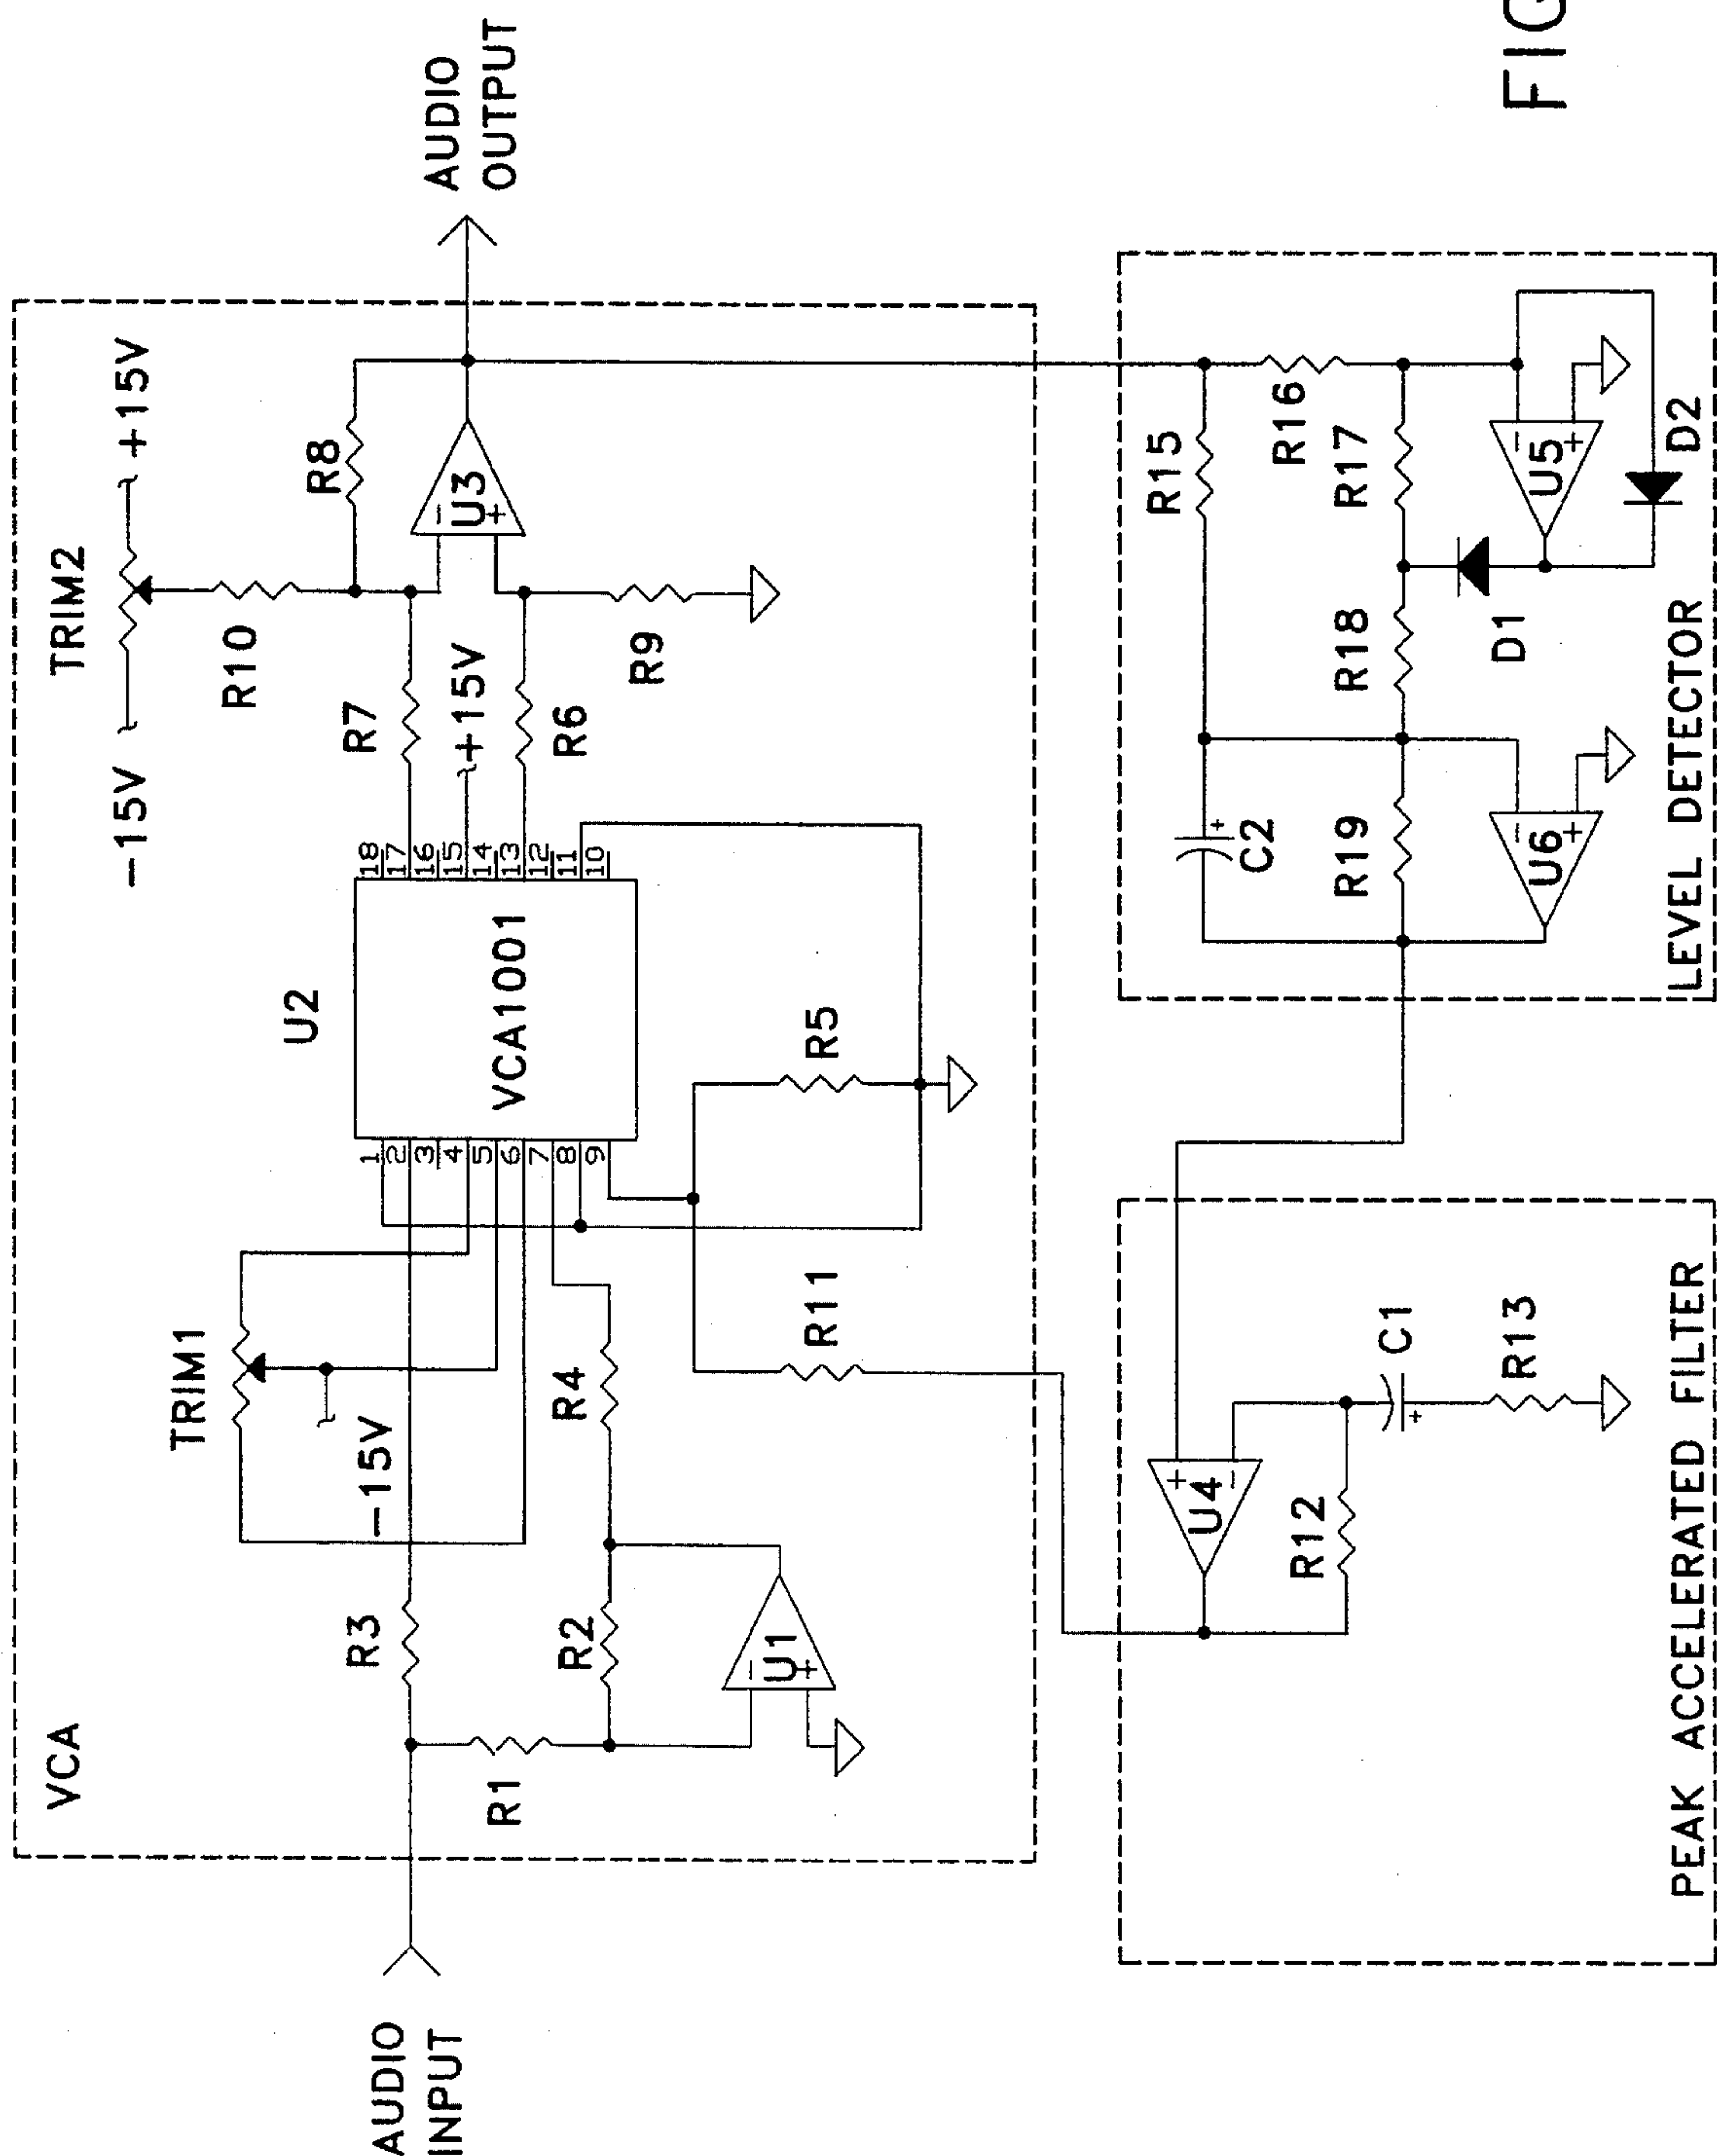 TRIM2
-15V
+15V
R10
R8
VCA
TRIM1
-15V
U2
R7
U3
-
+
AUDIO
OUTPUT
AUDIO
INPUT
R3
1
2
3
4
5
6
7
8
9
VCA1001
18
17
16
15
14
13
12
11
10
+15V
R6
R9
R1
R2
R4
U1
-
+
R11
R5
U4
+
-
R12
C1
+
R13
PEAK ACCELERATED FILTER
C2
+
R15
R16
R19
R18
R17
U6
-
+
D1
U5
-
+
D2
LEVEL DETECTOR
FIG